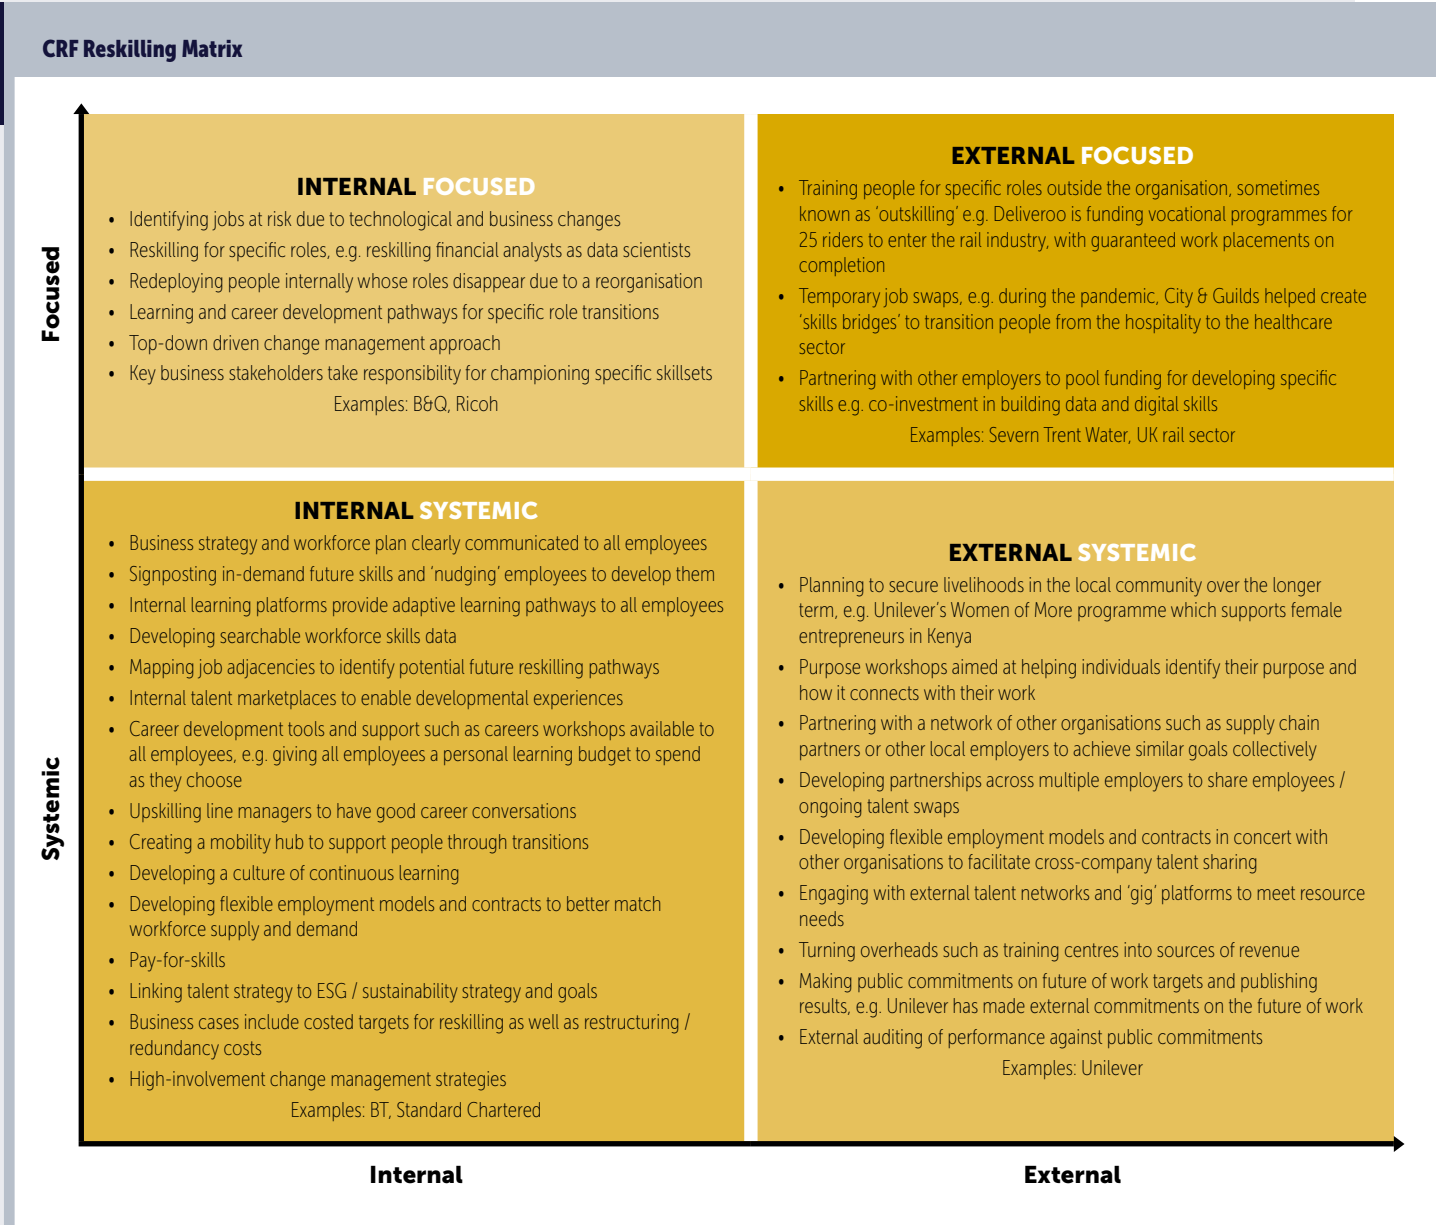 CRF Reskilling Matrix
Focused
INTERNAL FOCUSED
• Identifying jobs at risk due to technological and business changes
• Reskilling for specific roles, e.g. reskilling financial analysts as data scientists
• Redeploying people internally whose roles disappear due to a reorganisation
• Learning and career development pathways for specific role transitions
• Top-down driven change management approach
• Key business stakeholders take responsibility for championing specific skillsets
Examples: B&Q, Ricoh
EXTERNAL FOCUSED
• Training people for specific roles outside the organisation, sometimes
known as ‘outskilling’ e.g. Deliveroo is funding vocational programmes for
25 riders to enter the rail industry, with guaranteed work placements on
completion
• Temporary job swaps, e.g. during the pandemic, City & Guilds helped create
‘skills bridges’ to transition people from the hospitality to the healthcare
sector
• Partnering with other employers to pool funding for developing specific
skills e.g. co-investment in building data and digital skills
Examples: Severn Trent Water, UK rail sector
Systemic
INTERNAL SYSTEMIC
• Business strategy and workforce plan clearly communicated to all employees
• Signposting in-demand future skills and ‘nudging’ employees to develop them
• Internal learning platforms provide adaptive learning pathways to all employees
• Developing searchable workforce skills data
• Mapping job adjacencies to identify potential future reskilling pathways
• Internal talent marketplaces to enable developmental experiences
• Career development tools and support such as careers workshops available to
all employees, e.g. giving all employees a personal learning budget to spend
as they choose
• Upskilling line managers to have good career conversations
• Creating a mobility hub to support people through transitions
• Developing a culture of continuous learning
• Developing flexible employment models and contracts to better match
workforce supply and demand
• Pay-for-skills
• Linking talent strategy to ESG / sustainability strategy and goals
• Business cases include costed targets for reskilling as well as restructuring /
redundancy costs
• High-involvement change management strategies
Examples: BT, Standard Chartered
EXTERNAL SYSTEMIC
• Planning to secure livelihoods in the local community over the longer
term, e.g. Unilever’s Women of More programme which supports female
entrepreneurs in Kenya
• Purpose workshops aimed at helping individuals identify their purpose and
how it connects with their work
• Partnering with a network of other organisations such as supply chain
partners or other local employers to achieve similar goals collectively
• Developing partnerships across multiple employers to share employees /
ongoing talent swaps
• Developing flexible employment models and contracts in concert with
other organisations to facilitate cross-company talent sharing
• Engaging with external talent networks and ‘gig’ platforms to meet resource
needs
• Turning overheads such as training centres into sources of revenue
• Making public commitments on future of work targets and publishing
results, e.g. Unilever has made external commitments on the future of work
• External auditing of performance against public commitments
Examples: Unilever
Internal
External